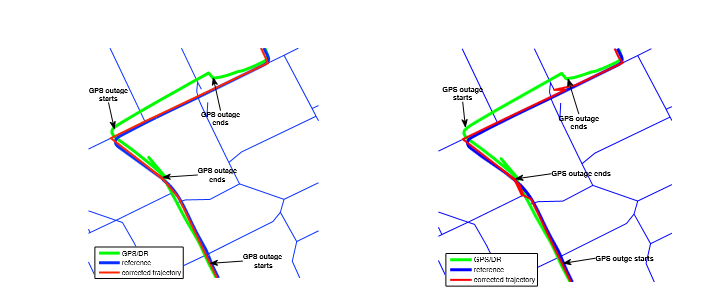 GPS outage
starts
GPS outage
ends
GPS outage
ends
GPS outage
starts
GPS/DR
reference
corrected trajectory
GPS outage
starts
GPS outage
ends
GPS outage ends
GPS outge starts
GPS/DR
reference
corrected trajectory